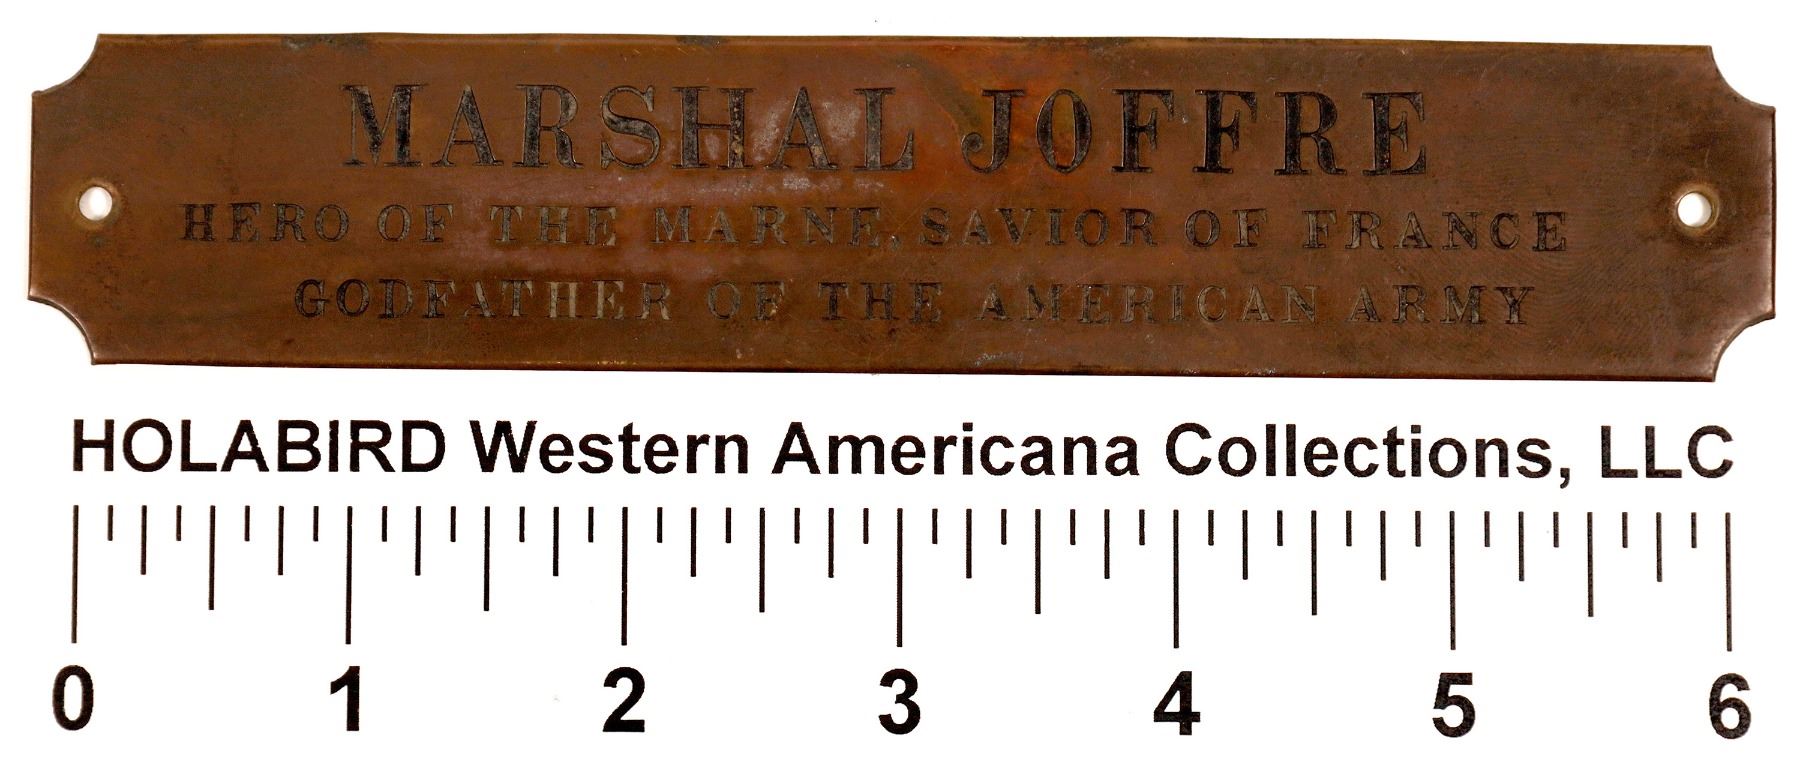 MARSHAL JOFFRE
HERO OF THE MARNE, SAVIOR OF FRANCE
GODFATHER OF THE AMERICAN ARMY
HOLABIRD Western Americana Collections, LLC
0 1 2 3 4 5 6